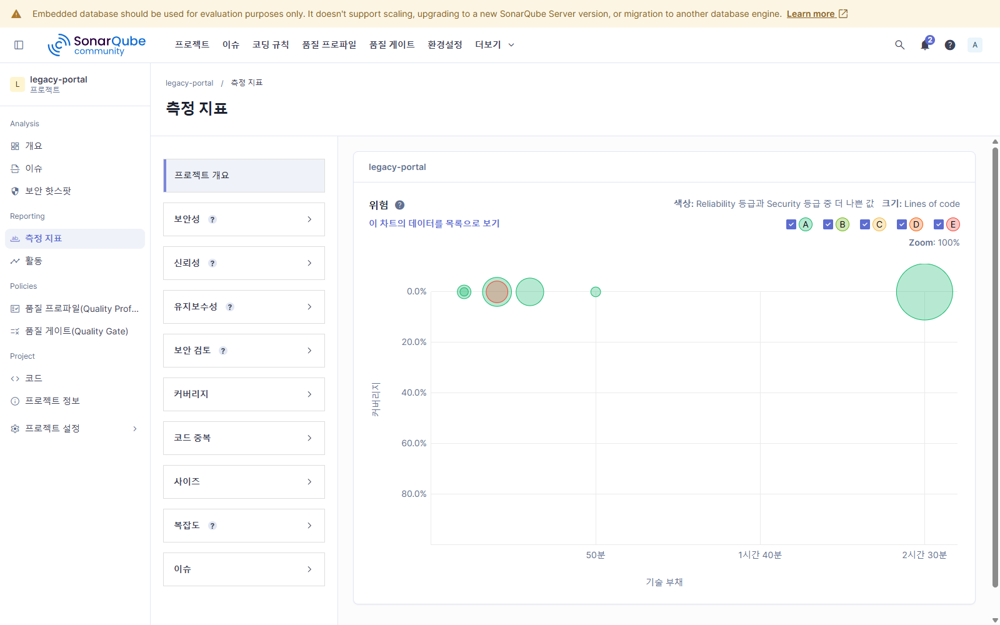 Embedded database should be used for evaluation purposes only. It doesn't support scaling, upgrading to a new SonarQube Server version, or migration to another database engine. Learn more
SonarQube community
프로젝트 이슈 코딩 규칙 품질 프로파일 품질 게이트 환경설정 더보기
2
A
L
legacy-portal
프로젝트
Analysis
개요
이슈
보안 핫스팟
Reporting
측정 지표
활동
Policies
품질 프로파일(Quality Prof...
품질 게이트(Quality Gate)
Project
코드
프로젝트 정보
프로젝트 설정
legacy-portal / 측정 지표
측정 지표
프로젝트 개요
보안성 ?
신뢰성 ?
유지보수성 ?
보안 검토 ?
커버리지
코드 중복
사이즈
복잡도 ?
이슈
legacy-portal
위험 ?
이 차트의 데이터를 목록으로 보기
색상: Reliability 등급과 Security 등급 중 더 나쁜 값 크기: Lines of code
A B C D E
Zoom: 100%
0.0%
20.0%
40.0%
60.0%
80.0%
커버리지
50분 1시간 40분 2시간 30분
기술 부채